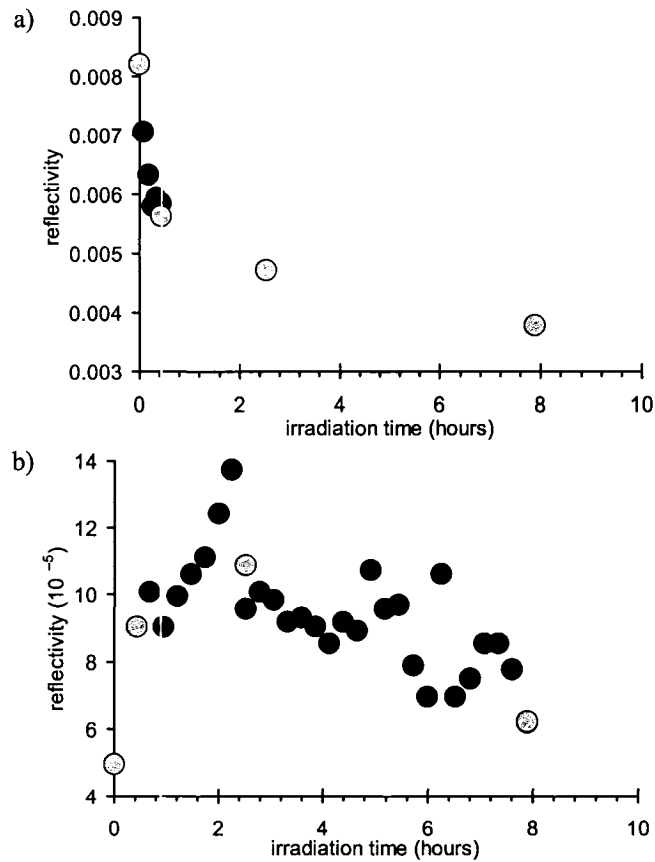 a)
0.009
0.008
0.007
0.006
0.005
0.004
0.003
reflectivity
0 2 4 6 8 10
irradiation time (hours)
b)
14
12
10
8
6
4
reflectivity (10 ⁻⁵)
0 2 4 6 8 10
irradiation time (hours)